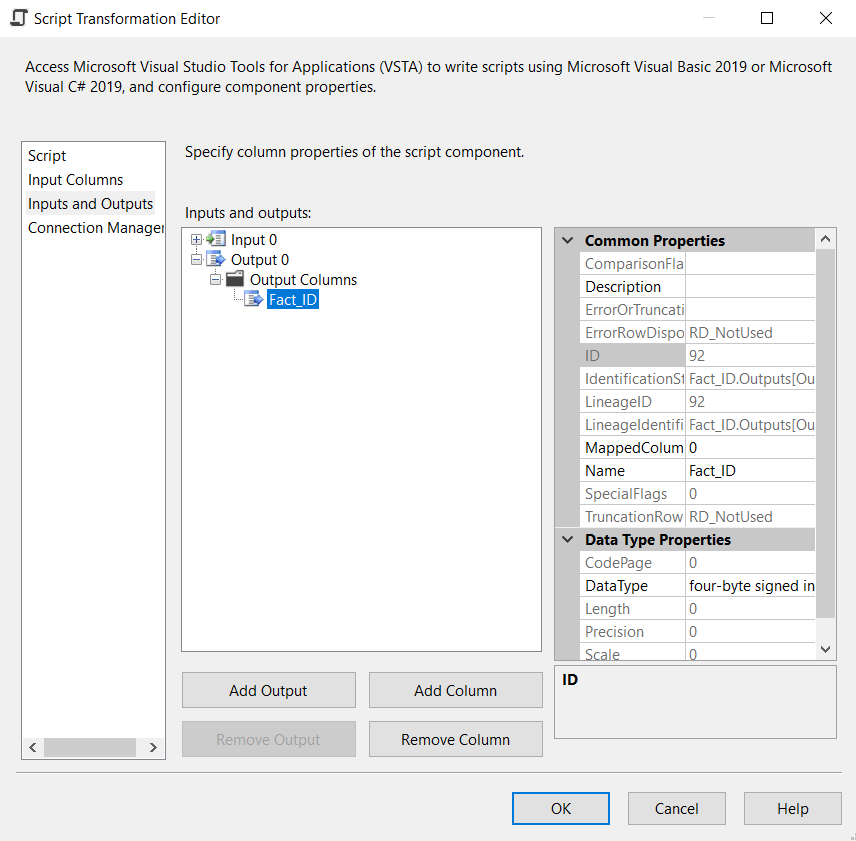 Script Transformation Editor
Access Microsoft Visual Studio Tools for Applications (VSTA) to write scripts using Microsoft Visual Basic 2019 or Microsoft
Visual C# 2019, and configure component properties.
Script
Input Columns
Inputs and Outputs
Connection Manager
Specify column properties of the script component.
Inputs and outputs:
Input 0
Output 0
Output Columns
Fact_ID
Common Properties
ComparisonFla
Description
ErrorOrTruncati
ErrorRowDispo RD_NotUsed
ID 92
IdentificationSt Fact_ID.Outputs[Ou
LineageID 92
LineageIdentifi Fact_ID.Outputs[Ou
MappedColum 0
Name Fact_ID
SpecialFlags 0
TruncationRow RD_NotUsed
Data Type Properties
CodePage 0
DataType four-byte signed in
Length 0
Precision 0
Scale 0
Add Output Add Column
Remove Output Remove Column
ID
OK Cancel Help